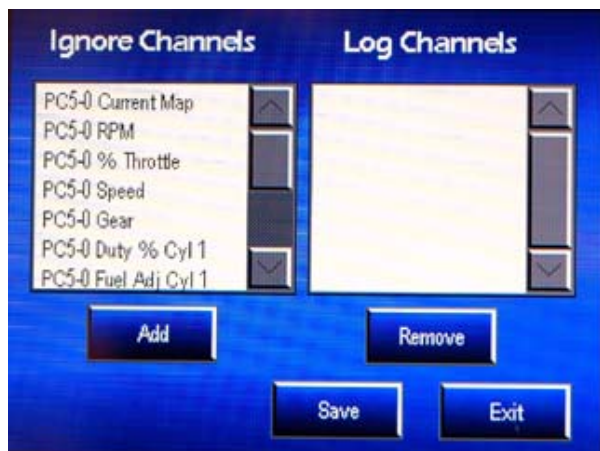 Ignore Channels
Log Channels
PC5-0 Current Map
PC5-0 RPM
PC5-0 % Throttle
PC5-0 Speed
PC5-0 Gear
PC5-0 Duty % Cyl 1
PC5-0 Fuel Adj Cyl 1
Add
Remove
Save
Exit